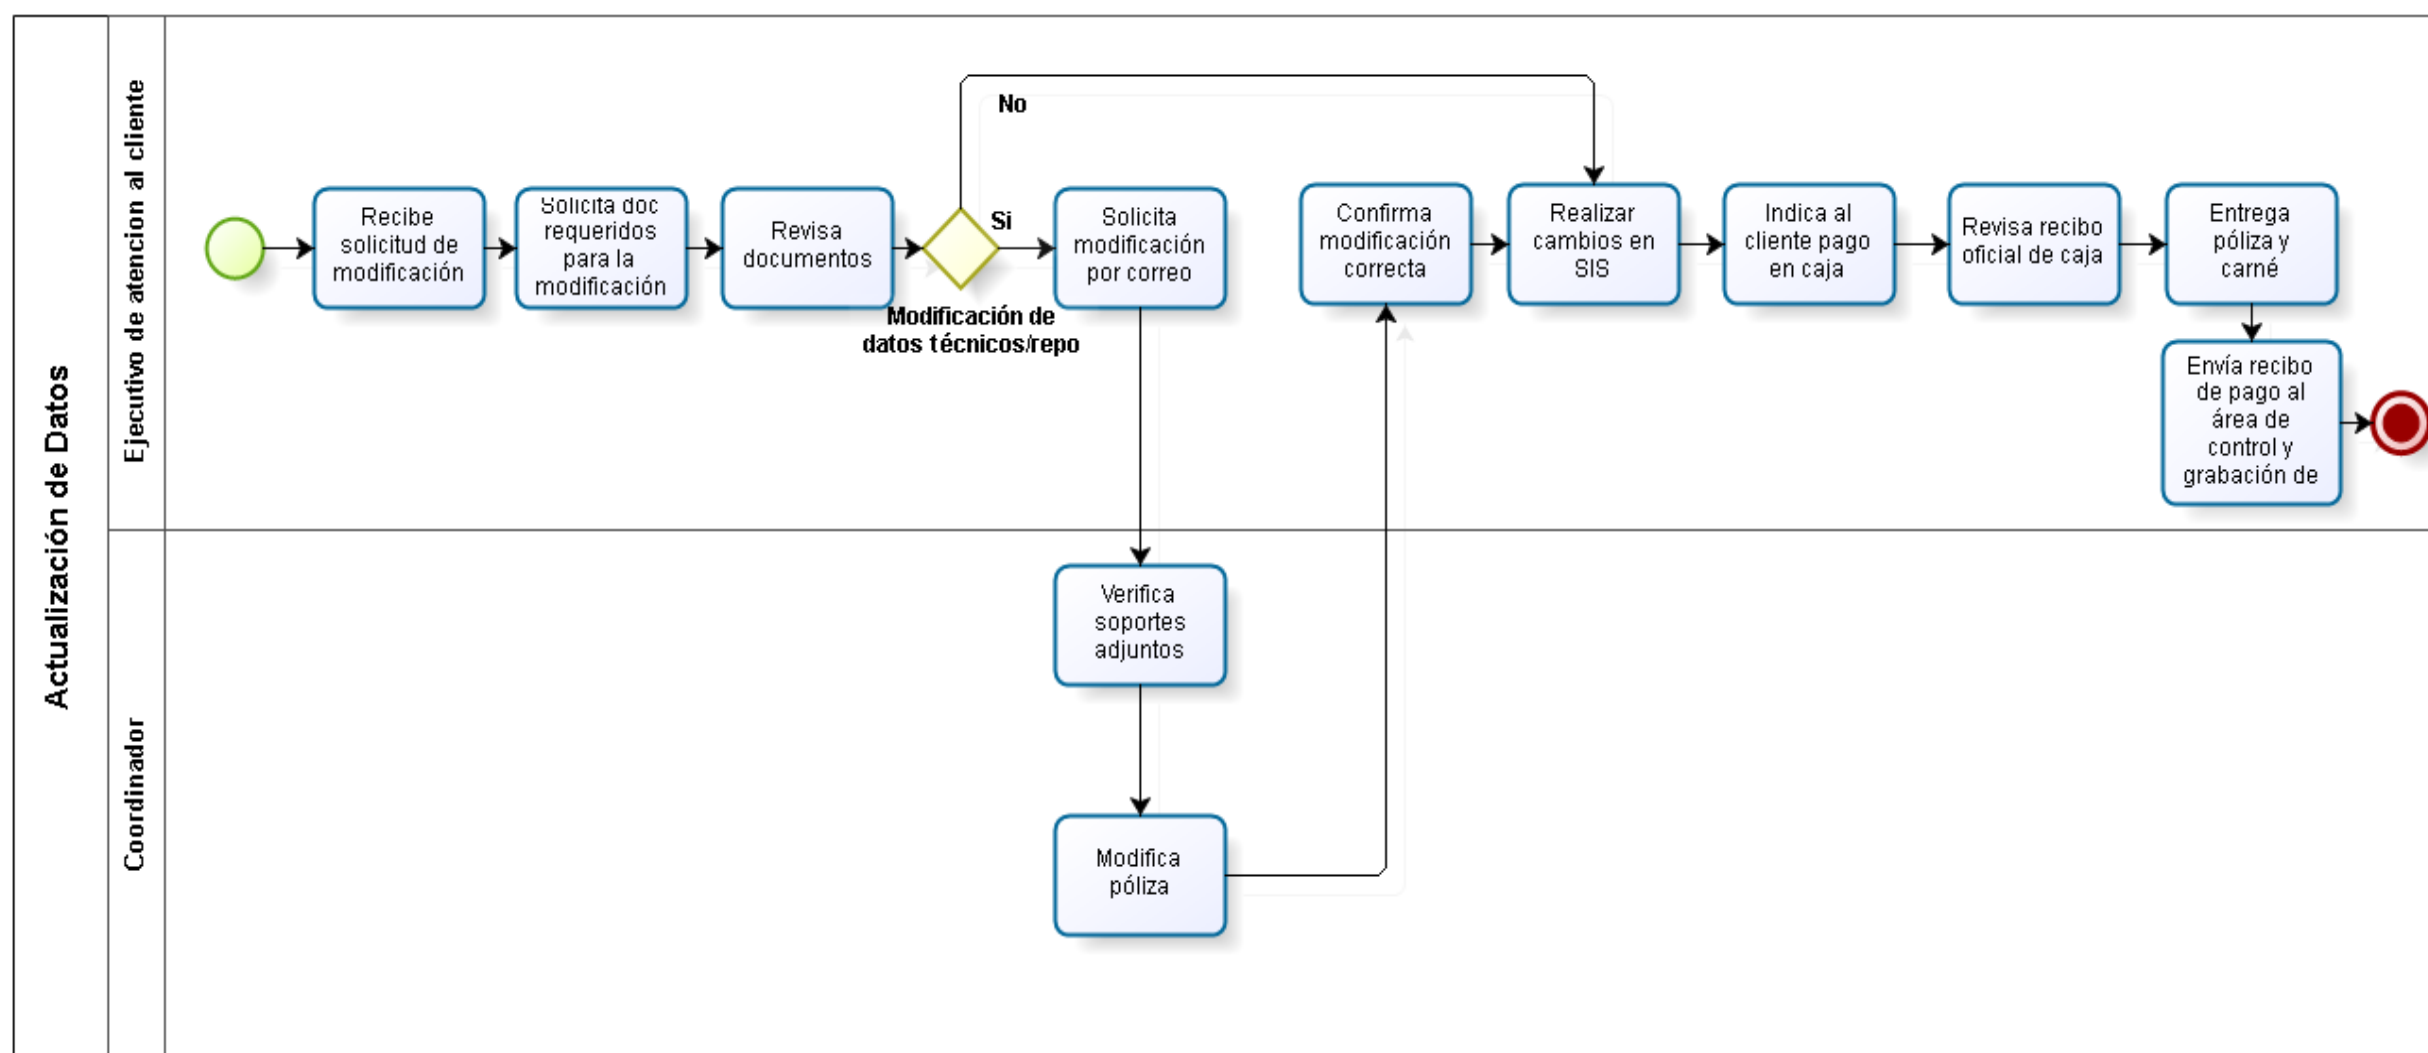 Actualización de Datos
Ejecutivo de atencion al cliente
Recibe
solicitud de
modificación
Solicita doc
requeridos
para la
modificación
Revisa
documentos
No
Si
Modificación de
datos técnicos/repo
Solicita
modificación
por correo
Confirma
modificación
correcta
Realizar
cambios en
SIS
Indica al
cliente pago
en caja
Revisa recibo
oficial de caja
Entrega
póliza y
carné
Envía recibo
de pago al
área de
control y
grabación de
Coordinador
Verifica
soportes
adjuntos
Modifica
póliza